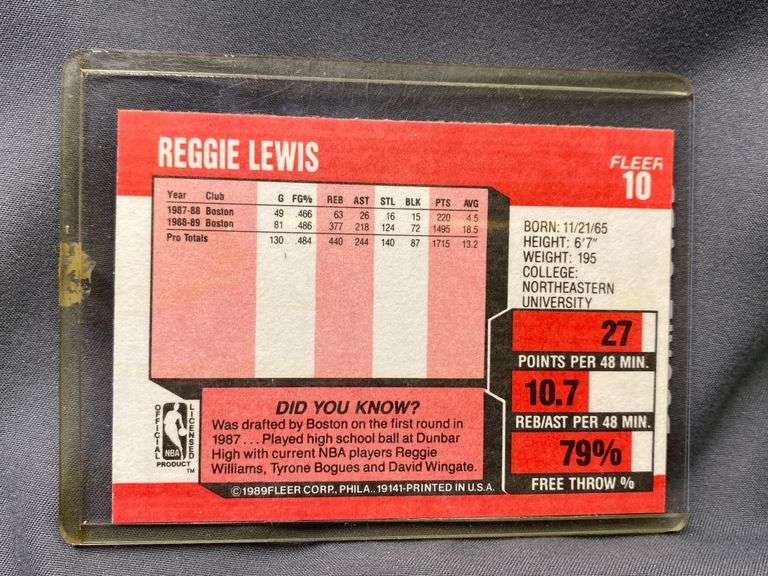 REGGIE LEWIS
FLEER
10
Year Club G FG% REB AST STL BLK PTS AVG
1987-88 Boston 49 .466 63 26 16 15 220 4.5
1988-89 Boston 81 .486 377 218 124 72 1495 18.5
Pro Totals 130 .484 440 244 140 87 1715 13.2
BORN: 11/21/65
HEIGHT: 6'7"
WEIGHT: 195
COLLEGE:
NORTHEASTERN
UNIVERSITY
27
POINTS PER 48 MIN.
10.7
REB/AST PER 48 MIN.
79%
FREE THROW %
OFFICIAL LICENSED
NBA
PRODUCT TM
DID YOU KNOW?
Was drafted by Boston on the first round in
1987 . . . Played high school ball at Dunbar
High with current NBA players Reggie
Williams, Tyrone Bogues and David Wingate.
©1989FLEER CORP., PHILA., 19141-PRINTED IN U.S.A.